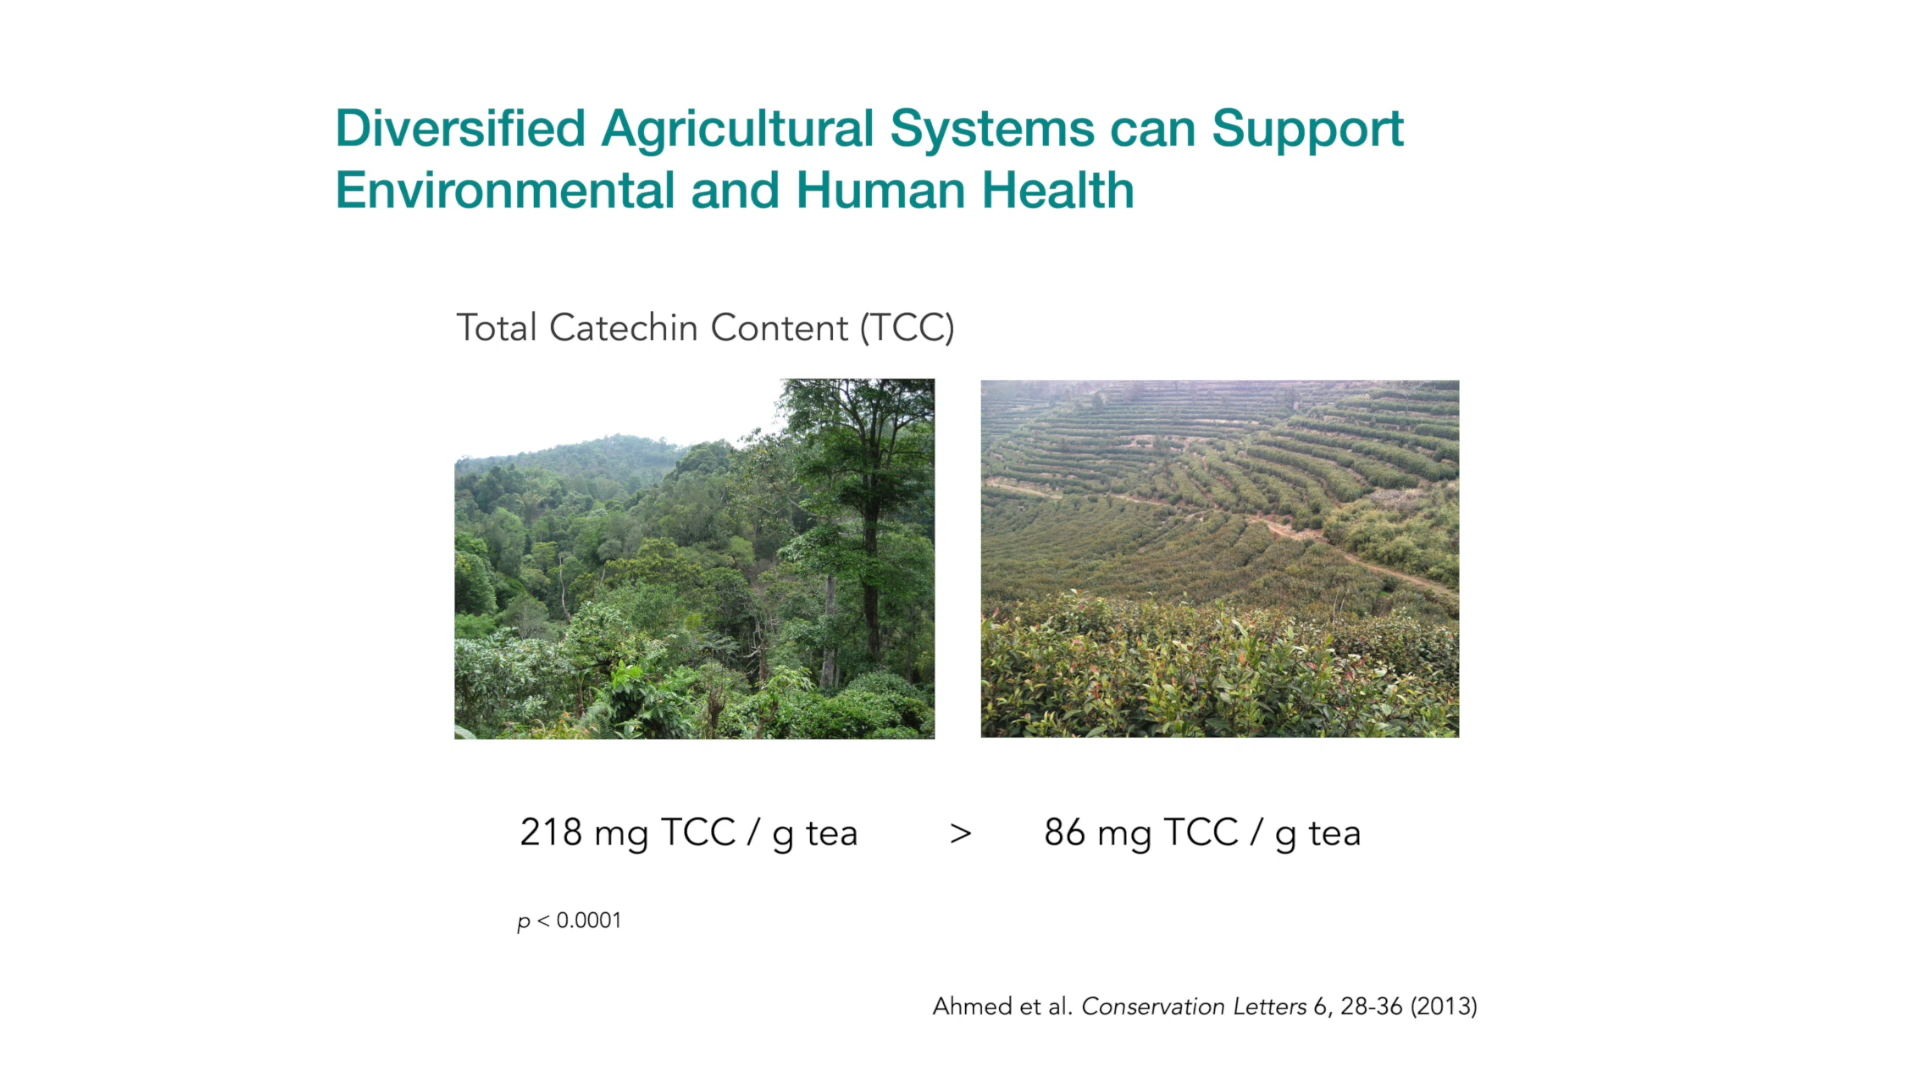 Diversified Agricultural Systems can Support
Environmental and Human Health
Total Catechin Content (TCC)
218 mg TCC / g tea > 86 mg TCC / g tea
p < 0.0001
Ahmed et al. Conservation Letters 6, 28-36 (2013)